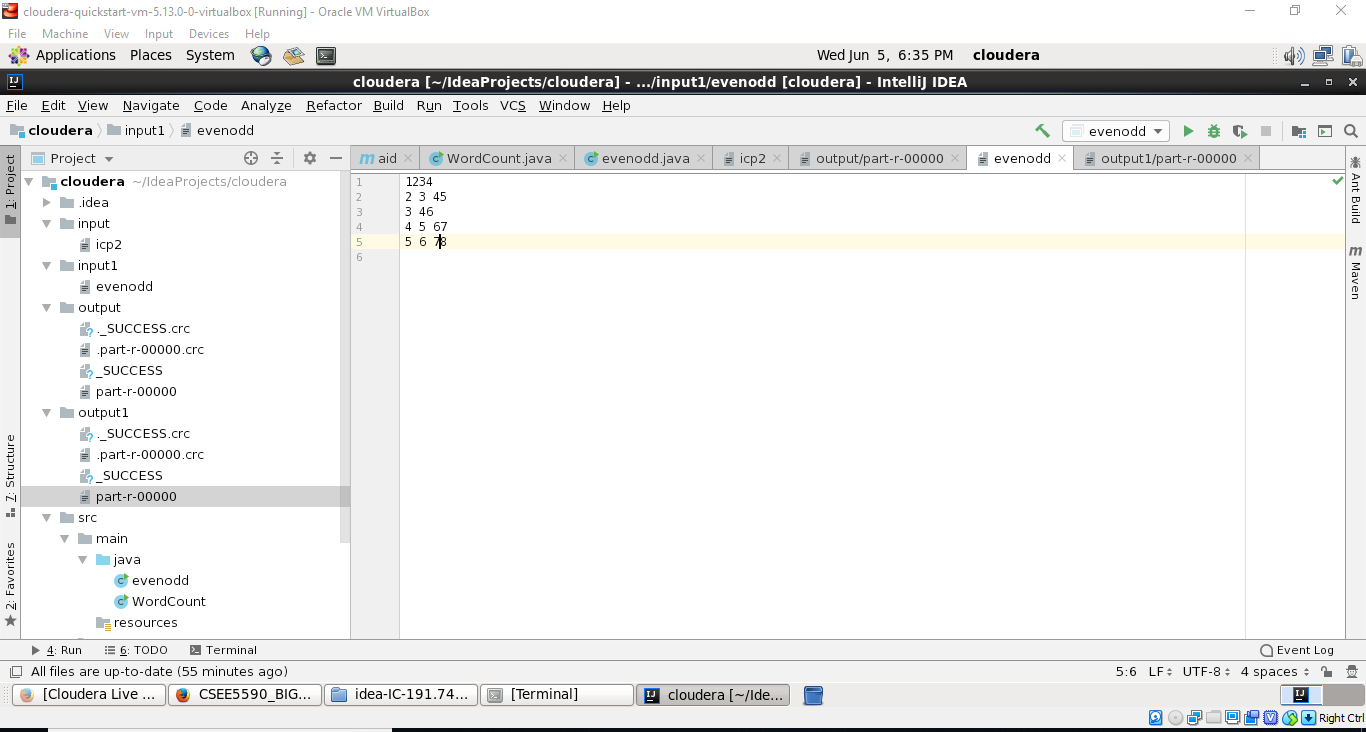 cloudera-quickstart-vm-5.13.0-0-virtualbox [Running] - Oracle VM VirtualBox
File Machine View Input Devices Help
Applications Places System Wed Jun 5, 6:35 PM cloudera
cloudera [~/IdeaProjects/cloudera] - .../input1/evenodd [cloudera] - IntelliJ IDEA
File Edit View Navigate Code Analyze Refactor Build Run Tools VCS Window Help
cloudera input1 evenodd evenodd
Project
aid WordCount.java evenodd.java icp2 output/part-r-00000 evenodd output1/part-r-00000
1: Project
7: Structure
2: Favorites
cloudera ~/IdeaProjects/cloudera
.idea
input
icp2
input1
evenodd
output
._SUCCESS.crc
.part-r-00000.crc
_SUCCESS
part-r-00000
output1
._SUCCESS.crc
.part-r-00000.crc
_SUCCESS
part-r-00000
src
main
java
evenodd
WordCount
resources
1 1234
2 2 3 45
3 3 46
4 4 5 67
5 5 6 78
6
Ant Build
Maven
4: Run 6: TODO Terminal Event Log
All files are up-to-date (55 minutes ago) 5:6 LF UTF-8 4 spaces
[Cloudera Live ... CSEE5590_BIG... idea-IC-191.74... [Terminal] cloudera [~/Ide...
Right Ctrl